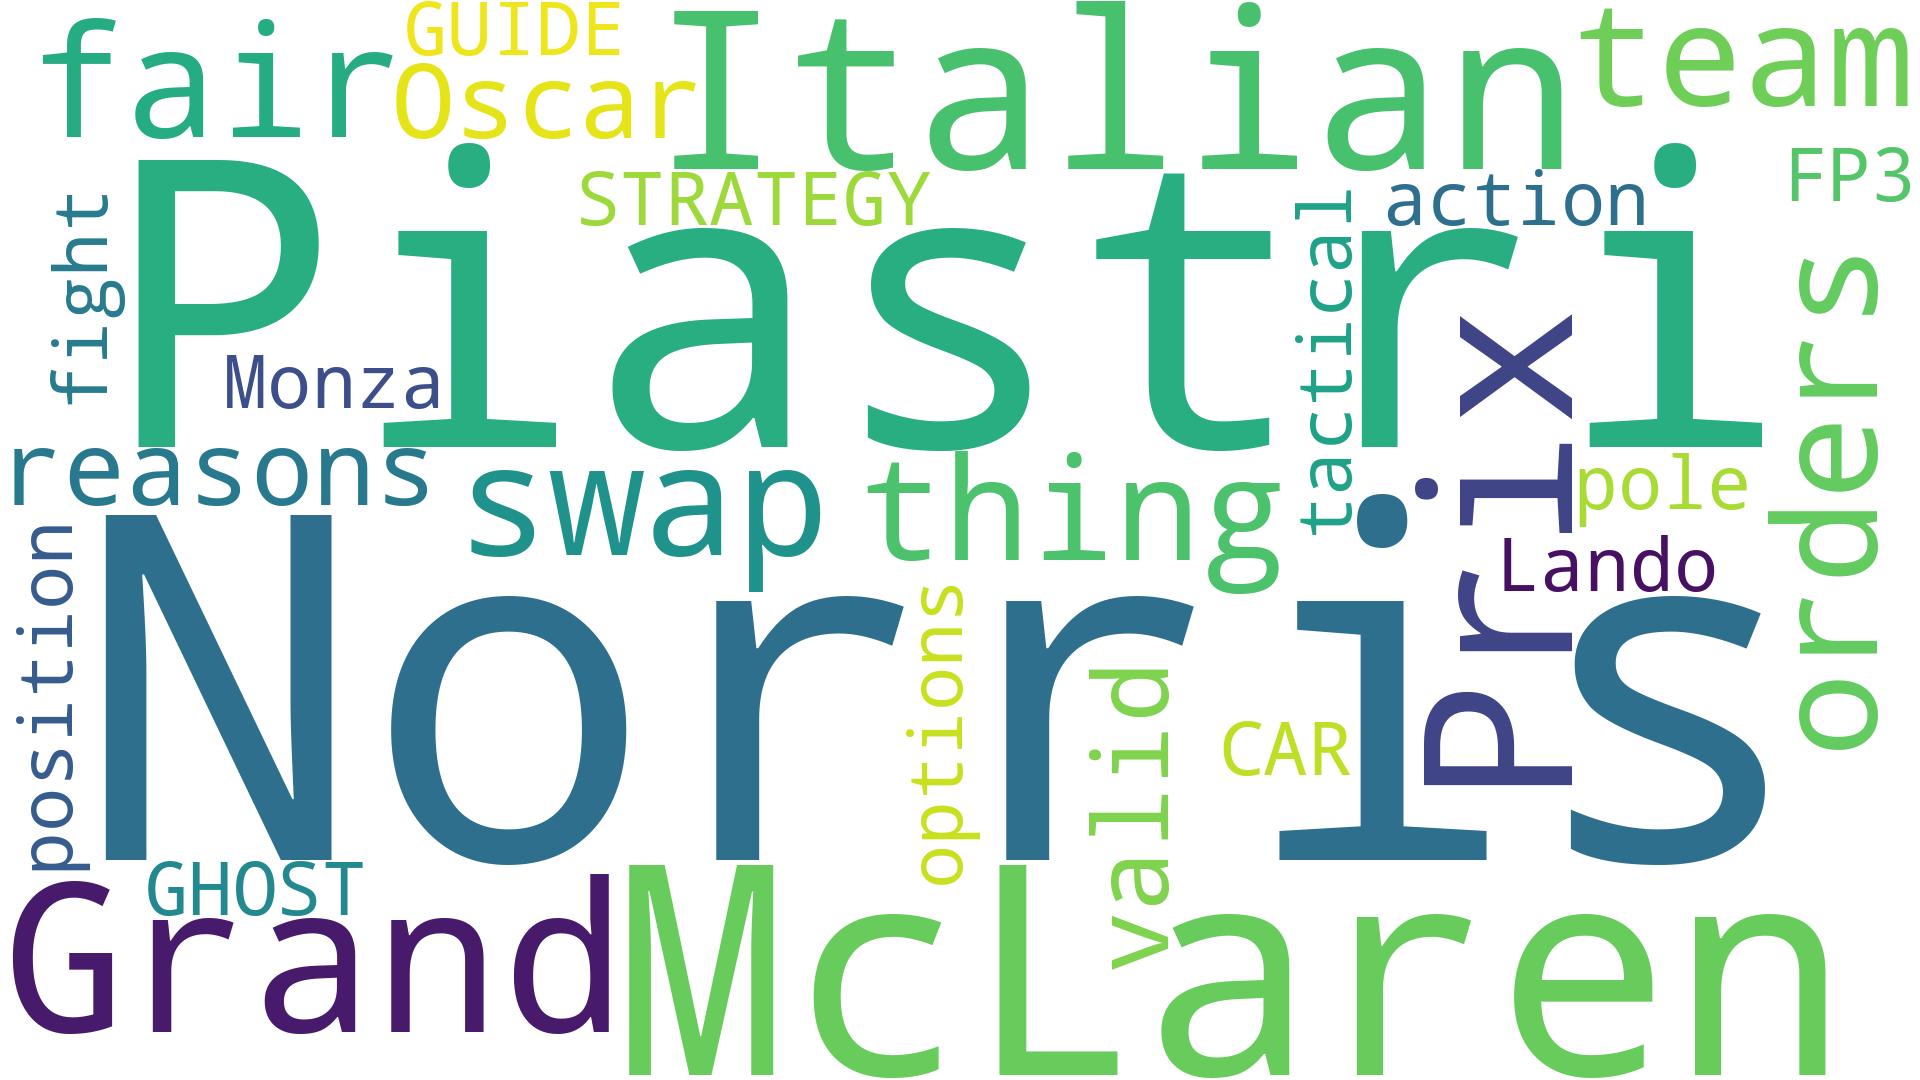 fair
GUIDE
Oscar
Italian
team
FP3
fight
Piastri
STRATEGY
tactical
action
Monza
orders
reasons
swap
thing
Prix
pole
Lando
position
Norris
options
valid
CAR
GHOST
Grand
McLaren